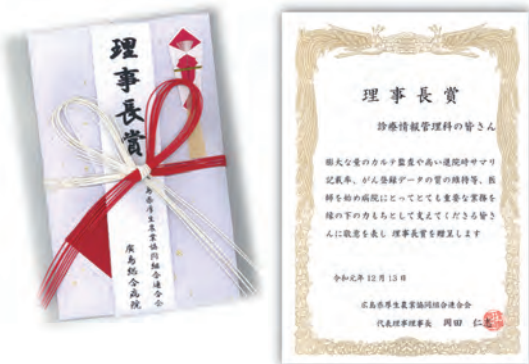 理事長賞
広島県厚生農業協同組合連合会
廣島総合病院
理事長賞
診療情報管理科の皆さん
膨大な量のカルテ監査や高い退院時サマリ
記載率、がん登録データの質の維持等、医
師を始め病院にとってとても重要な業務を
縁の下の力もちとして支えてくださる皆さ
んに敬意を表し 理事長賞を贈呈します
令和元年12月13日
広島県厚生農業協同組合連合会
代表理事理事長 岡田 仁志